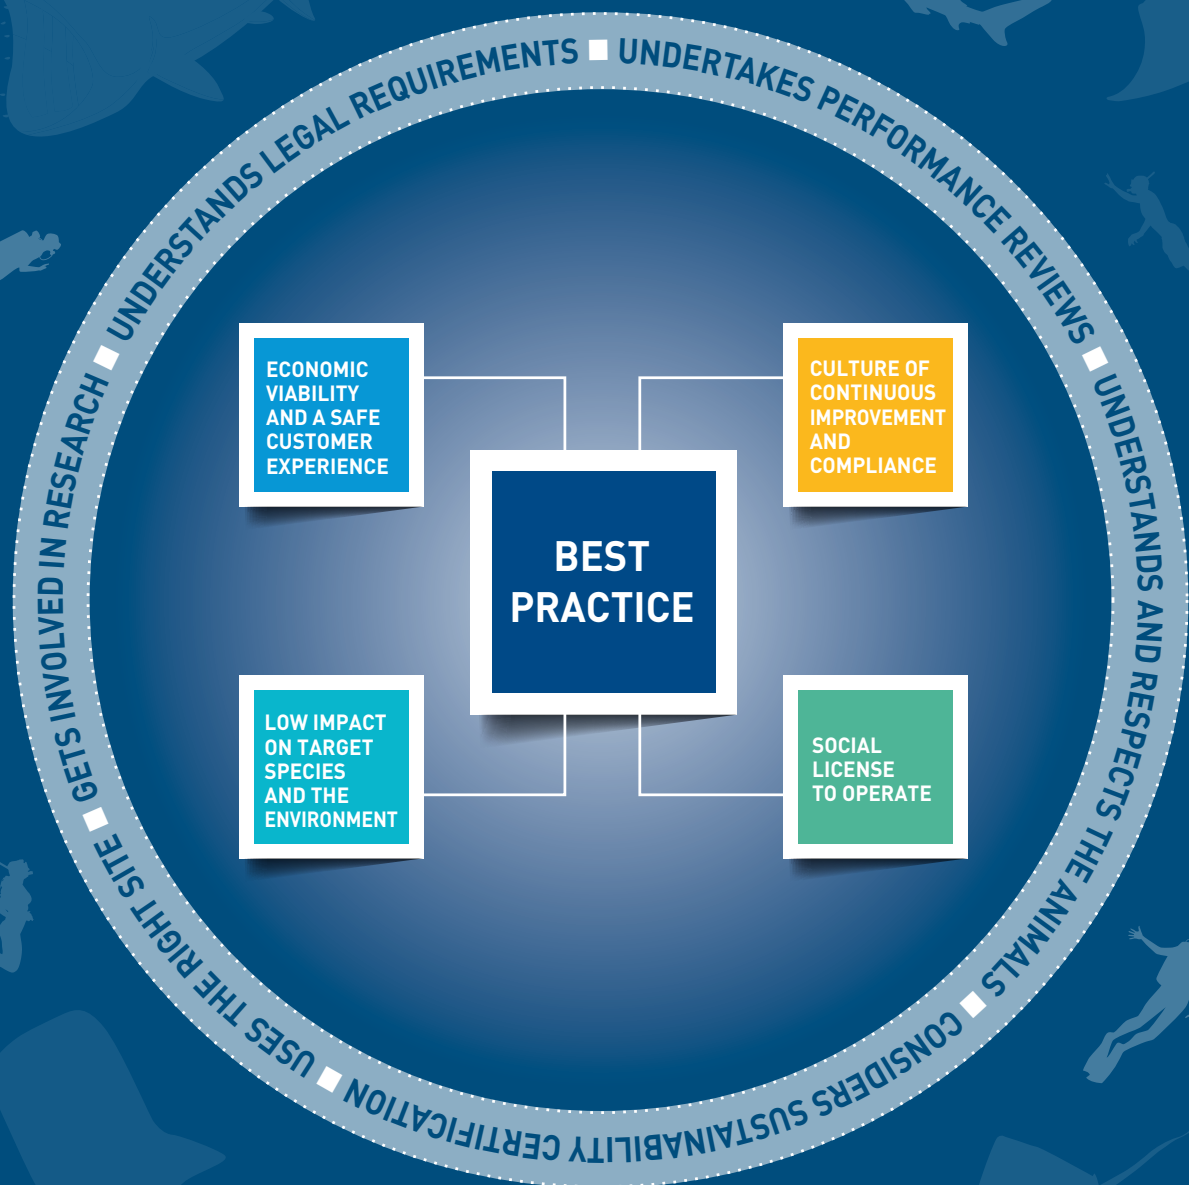 UNDERSTANDS LEGAL REQUIREMENTS ■ UNDERTAKES PERFORMANCE REVIEWS ■ UNDERSTANDS AND RESPECTS THE ANIMALS ■ CONSIDERS SUSTAINABILITY CERTIFICATION ■ USES THE RIGHT SITE ■ GETS INVOLVED IN RESEARCH ■
ECONOMIC
VIABILITY
AND A SAFE
CUSTOMER
EXPERIENCE
CULTURE OF
CONTINUOUS
IMPROVEMENT
AND
COMPLIANCE
BEST
PRACTICE
LOW IMPACT
ON TARGET
SPECIES
AND THE
ENVIRONMENT
SOCIAL
LICENSE
TO OPERATE